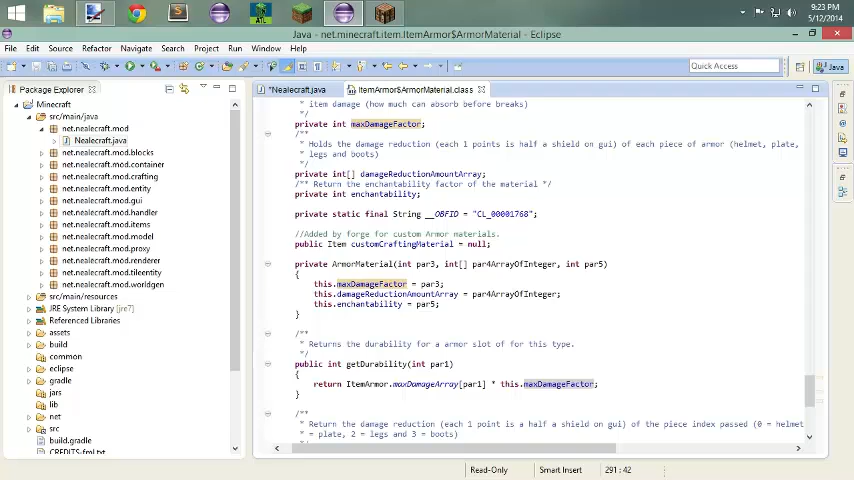 9:23 PM
5/12/2014
Java - net.minecraft.item.ItemArmor$ArmorMaterial - Eclipse
File Edit Source Refactor Navigate Search Project Run Window Help
Quick Access
Java
Package Explorer
*Nealecraft.java
ItemArmor$ArmorMaterial.class
Minecraft
src/main/java
net.nealecraft.mod
Nealecraft.java
net.nealecraft.mod.blocks
net.nealecraft.mod.container
net.nealecraft.mod.crafting
net.nealecraft.mod.entity
net.nealecraft.mod.gui
net.nealecraft.mod.handler
net.nealecraft.mod.items
net.nealecraft.mod.model
net.nealecraft.mod.proxy
net.nealecraft.mod.renderer
net.nealecraft.mod.tileentity
net.nealecraft.mod.worldgen
src/main/resources
JRE System Library [jre7]
Referenced Libraries
assets
build
common
eclipse
gradle
jars
lib
net
src
build.gradle
CREDITS-fml.txt
* item damage (how much can absorb before breaks)
*/
private int maxDamageFactor;
/**
* Holds the damage reduction (each 1 points is half a shield on gui) of each piece of armor (helmet, plate,
* legs and boots)
*/
private int[] damageReductionAmountArray;
/** Return the enchantability factor of the material */
private int enchantability;
private static final String __OBFID = "CL_00001768";
//Added by forge for custom Armor materials.
public Item customCraftingMaterial = null;
private ArmorMaterial(int par3, int[] par4ArrayOfInteger, int par5)
{
this.maxDamageFactor = par3;
this.damageReductionAmountArray = par4ArrayOfInteger;
this.enchantability = par5;
}
/**
* Returns the durability for a armor slot of for this type.
*/
public int getDurability(int par1)
{
return ItemArmor.maxDamageArray[par1] * this.maxDamageFactor;
}
/**
* Return the damage reduction (each 1 point is a half a shield on gui) of the piece index passed (0 = helmet
* = plate, 2 = legs and 3 = boots)
Read-Only
Smart Insert
291 : 42